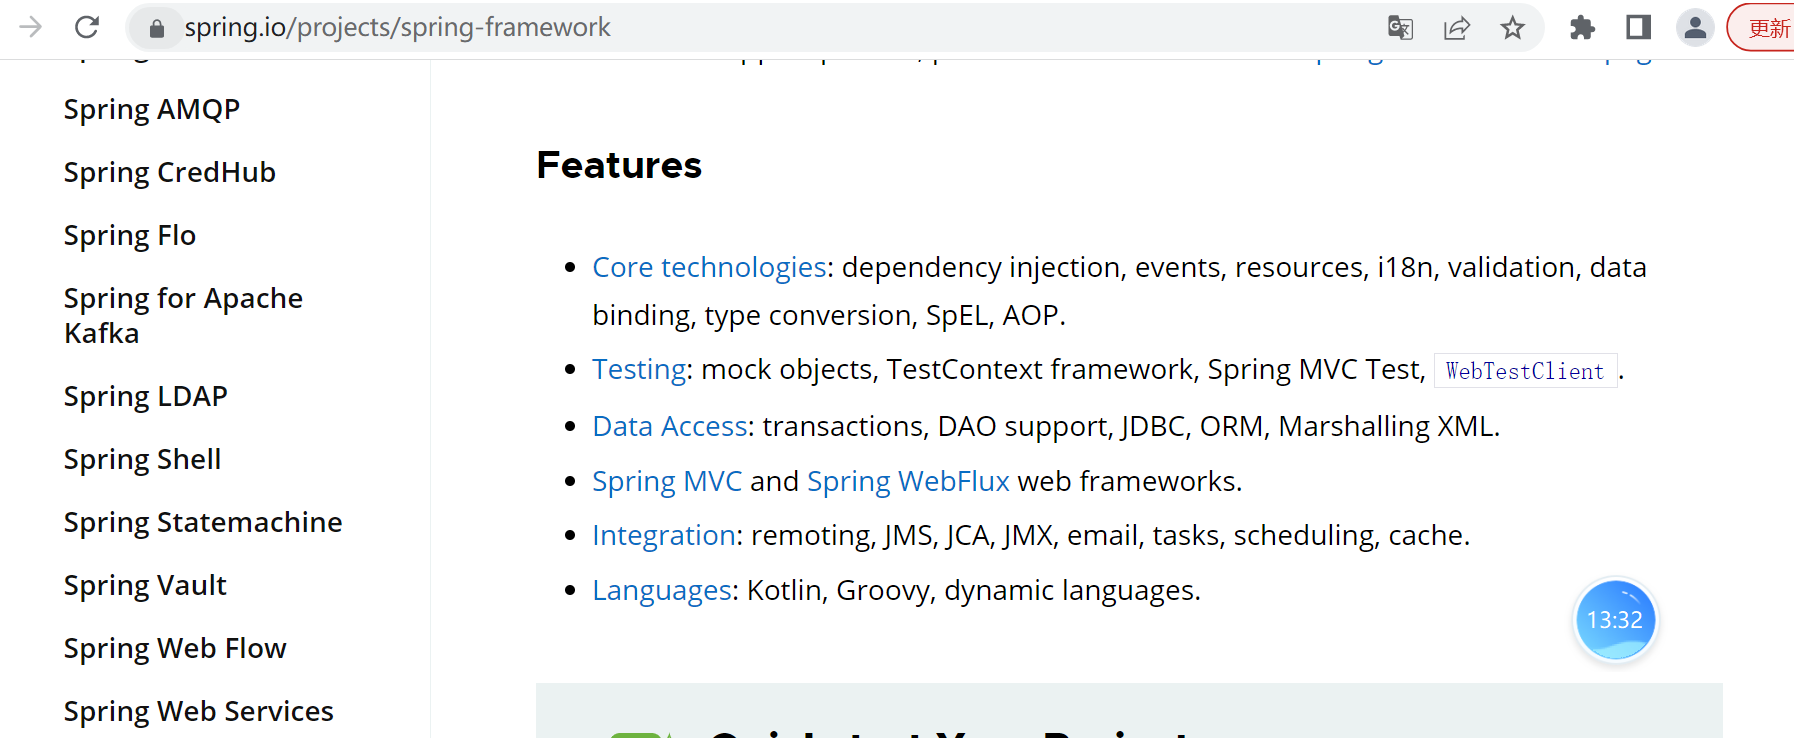 spring.io/projects/spring-framework
更新
Spring AMQP
Spring CredHub
Spring Flo
Spring for Apache
Kafka
Spring LDAP
Spring Shell
Spring Statemachine
Spring Vault
Spring Web Flow
Spring Web Services
Features
Core technologies: dependency injection, events, resources, i18n, validation, data
binding, type conversion, SpEL, AOP.
Testing: mock objects, TestContext framework, Spring MVC Test, WebTestClient.
Data Access: transactions, DAO support, JDBC, ORM, Marshalling XML.
Spring MVC and Spring WebFlux web frameworks.
Integration: remoting, JMS, JCA, JMX, email, tasks, scheduling, cache.
Languages: Kotlin, Groovy, dynamic languages.
13:32